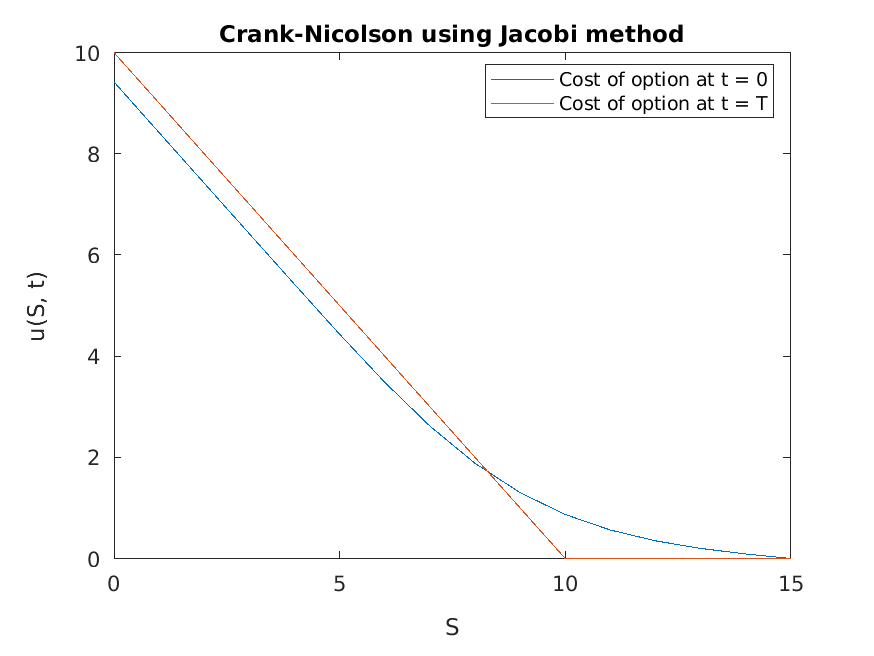 Crank-Nicolson using Jacobi method
Cost of option at t = 0
Cost of option at t = T
10
8
6
4
2
0
u(S, t)
0 5 10 15
S